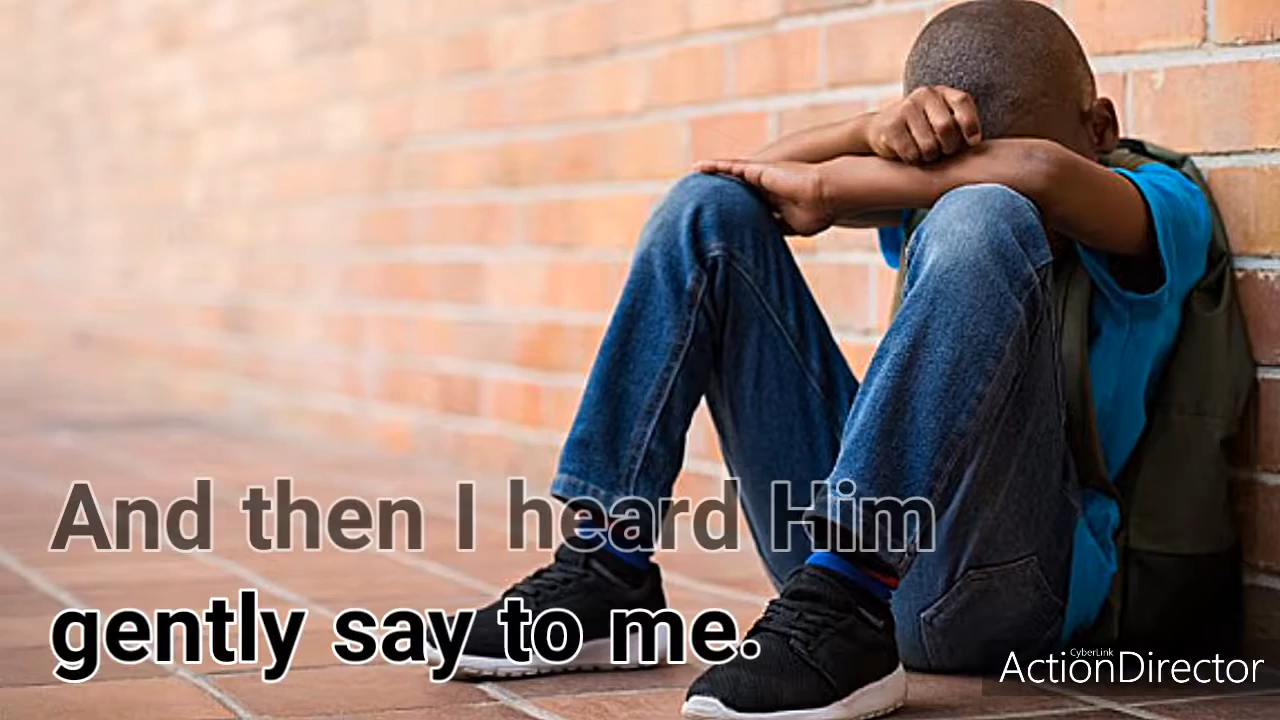 And then I heard Him
gently say to me.
CyberLink
ActionDirector